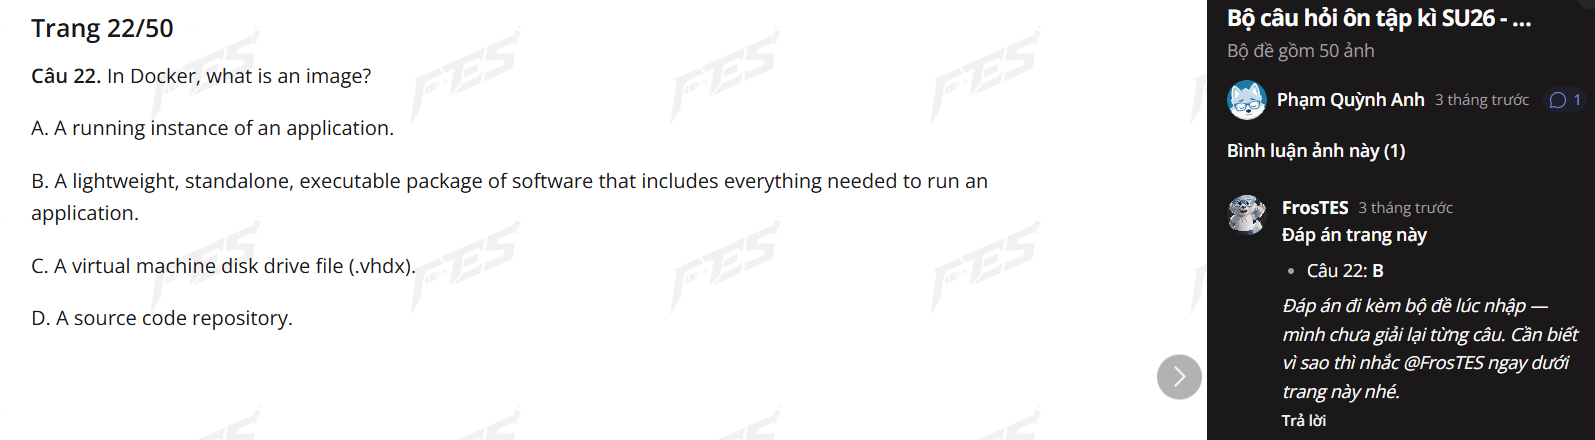 Trang 22/50
Câu 22. In Docker, what is an image?
A. A running instance of an application.
B. A lightweight, standalone, executable package of software that includes everything needed to run an
application.
C. A virtual machine disk drive file (.vhdx).
D. A source code repository.
Bộ câu hỏi ôn tập kì SU26 - ...
Bộ đề gồm 50 ảnh
Phạm Quỳnh Anh 3 tháng trước 1
Bình luận ảnh này (1)
FrosTES 3 tháng trước
Đáp án trang này
• Câu 22: B
Đáp án đi kèm bộ đề lúc nhập —
mình chưa giải lại từng câu. Cần biết
vì sao thì nhắc @FrosTES ngay dưới
trang này nhé.
Trả lời